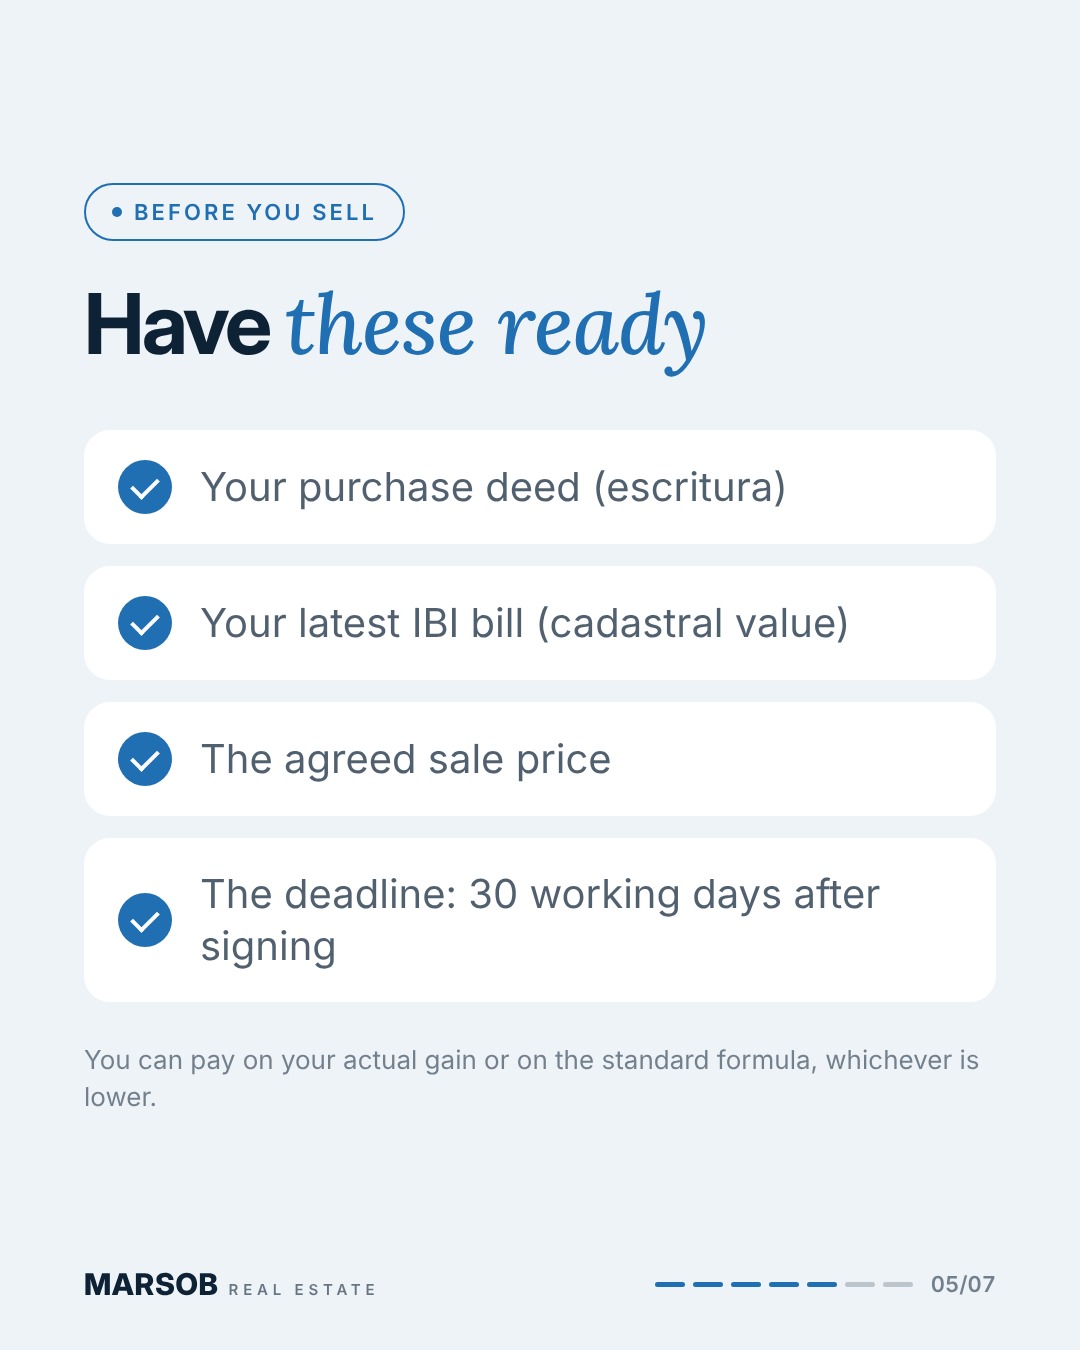 BEFORE YOU SELL
Have these ready
Your purchase deed (escritura)
Your latest IBI bill (cadastral value)
The agreed sale price
The deadline: 30 working days after
signing
You can pay on your actual gain or on the standard formula, whichever is
lower.
MARSOB REAL ESTATE
05/07